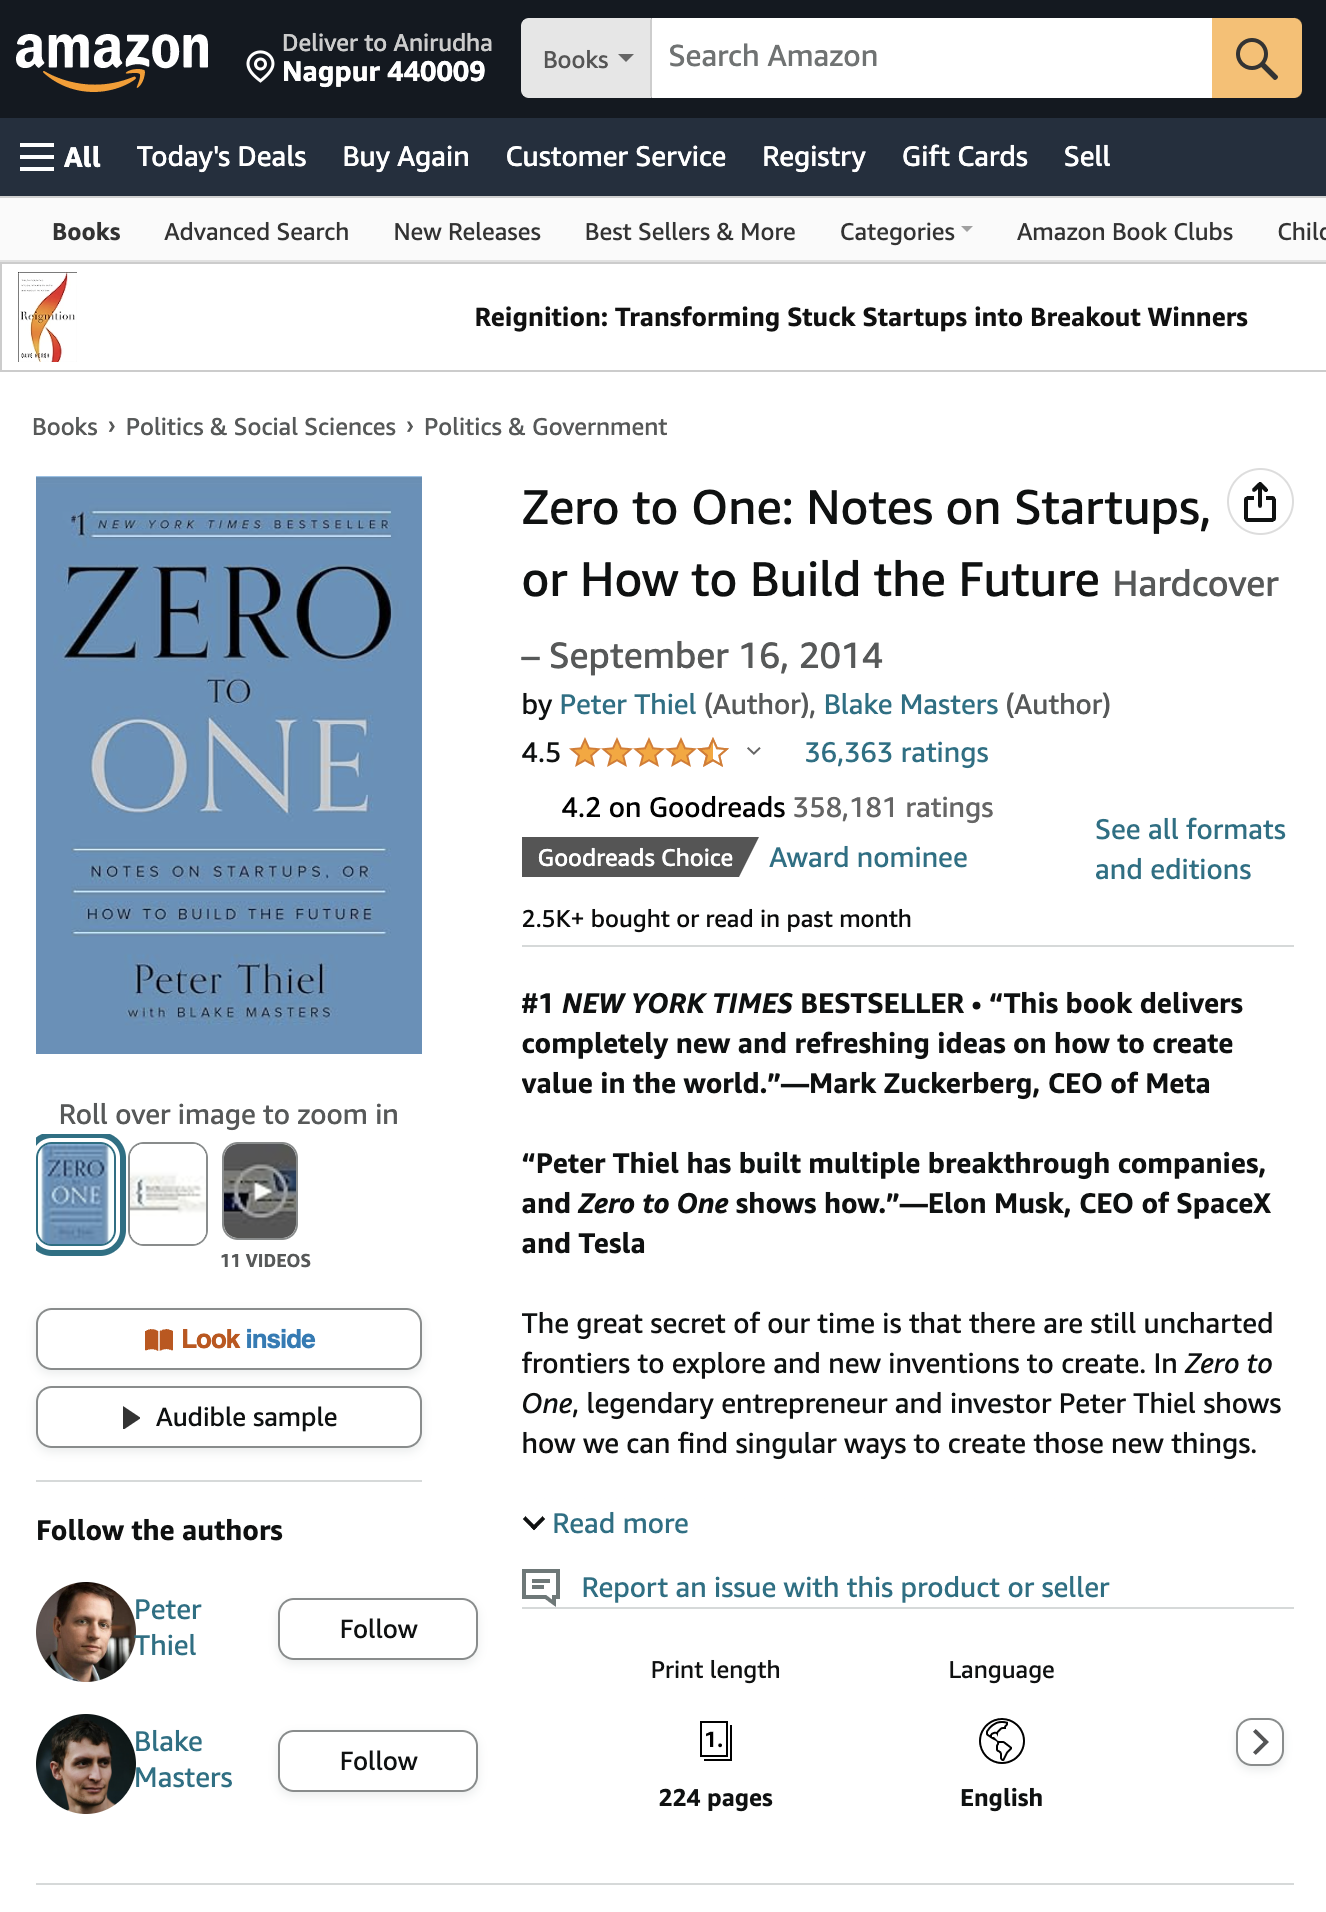 amazon
Deliver to Anirudha
Nagpur 440009
Books
Search Amazon
All
Today's Deals
Buy Again
Customer Service
Registry
Gift Cards
Sell
Books
Advanced Search
New Releases
Best Sellers & More
Categories
Amazon Book Clubs
Chil
Reignition
DAVE HERSH
Reignition: Transforming Stuck Startups into Breakout Winners
Books › Politics & Social Sciences › Politics & Government
#1 NEW YORK TIMES BESTSELLER
ZERO
TO
ONE
NOTES ON STARTUPS, OR
HOW TO BUILD THE FUTURE
Peter Thiel
with BLAKE MASTERS
Roll over image to zoom in
ZERO
ONE
11 VIDEOS
Look inside
Audible sample
Follow the authors
Peter
Thiel
Follow
Blake
Masters
Follow
Zero to One: Notes on Startups,
or How to Build the Future Hardcover
– September 16, 2014
by Peter Thiel (Author), Blake Masters (Author)
4.5
36,363 ratings
4.2 on Goodreads 358,181 ratings
Goodreads Choice Award nominee
See all formats
and editions
2.5K+ bought or read in past month
#1 NEW YORK TIMES BESTSELLER • “This book delivers
completely new and refreshing ideas on how to create
value in the world.”—Mark Zuckerberg, CEO of Meta
“Peter Thiel has built multiple breakthrough companies,
and Zero to One shows how.”—Elon Musk, CEO of SpaceX
and Tesla
The great secret of our time is that there are still uncharted
frontiers to explore and new inventions to create. In Zero to
One, legendary entrepreneur and investor Peter Thiel shows
how we can find singular ways to create those new things.
Read more
Report an issue with this product or seller
Print length
1.
224 pages
Language
English